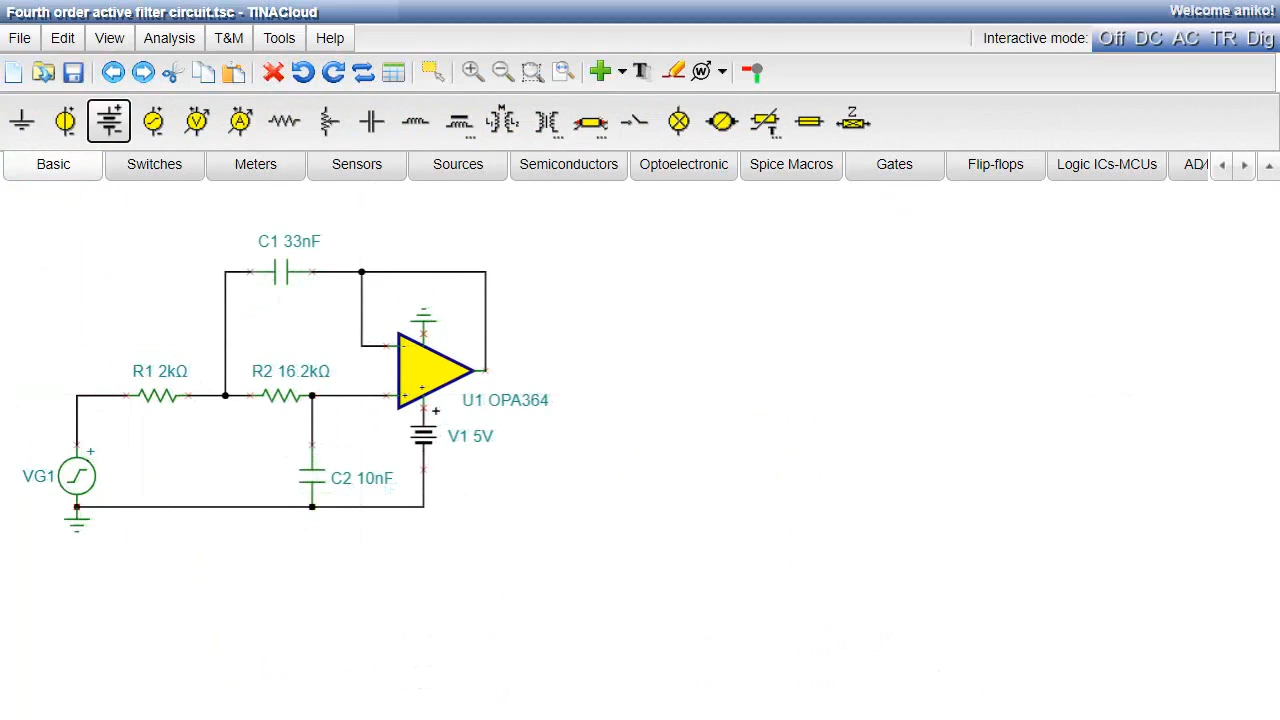 Fourth order active filter circuit.tsc - TINACloud
Welcome aniko!
File Edit View Analysis T&M Tools Help
Interactive mode: Off DC AC TR Dig
Basic Switches Meters Sensors Sources Semiconductors Optoelectronic Spice Macros Gates Flip-flops Logic ICs-MCUs
C1 33nF
R1 2kΩ
R2 16.2kΩ
U1 OPA364
V1 5V
VG1
C2 10nF